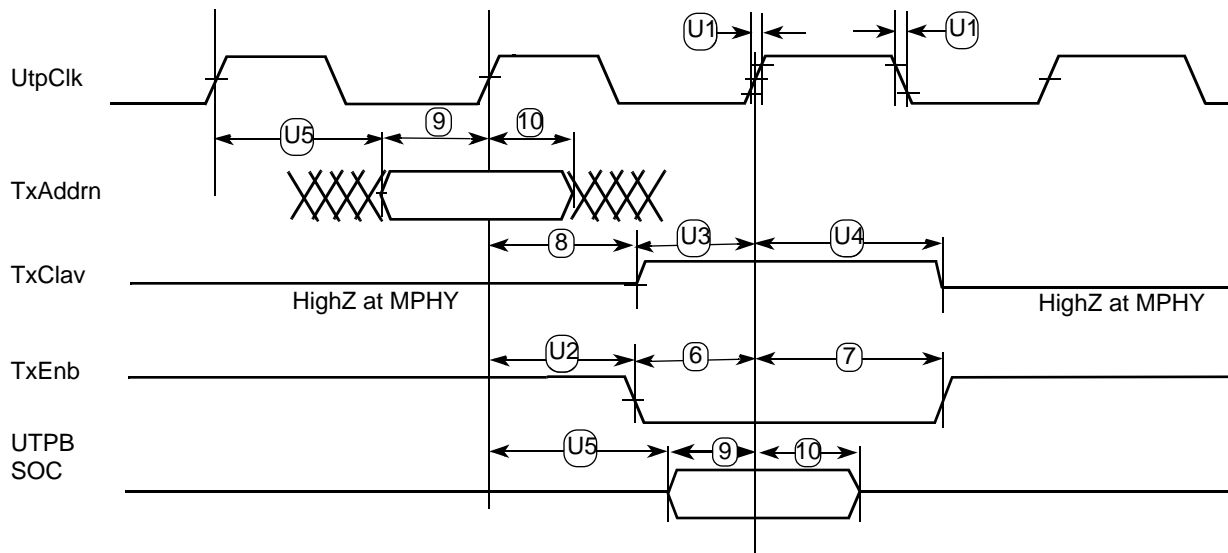 U1
U1
UtpClk
U5
9
10
TxAddrn
8
U3
U4
TxClav
HighZ at MPHY
HighZ at MPHY
U2
6
7
TxEnb
UTPB
SOC
U5
9
10